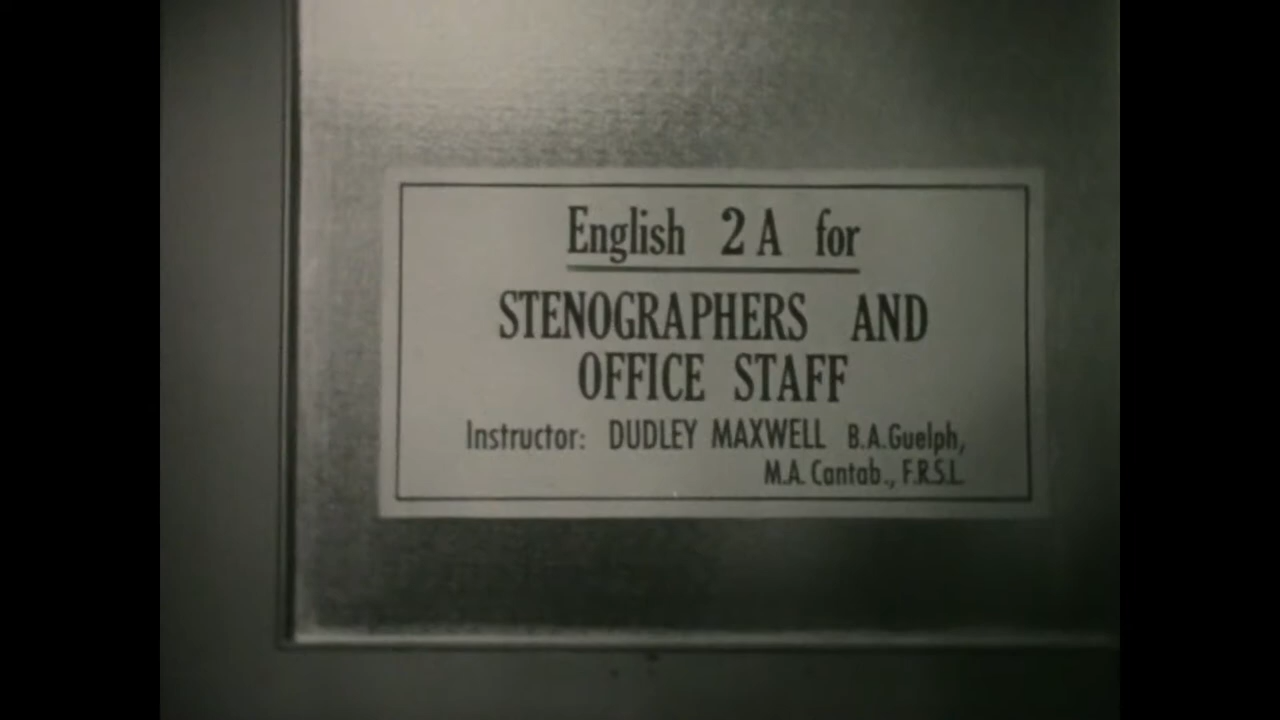 English 2A for
STENOGRAPHERS AND
OFFICE STAFF
Instructor: DUDLEY MAXWELL B.A.Guelph,
M.A. Cantab., F.R.S.L.